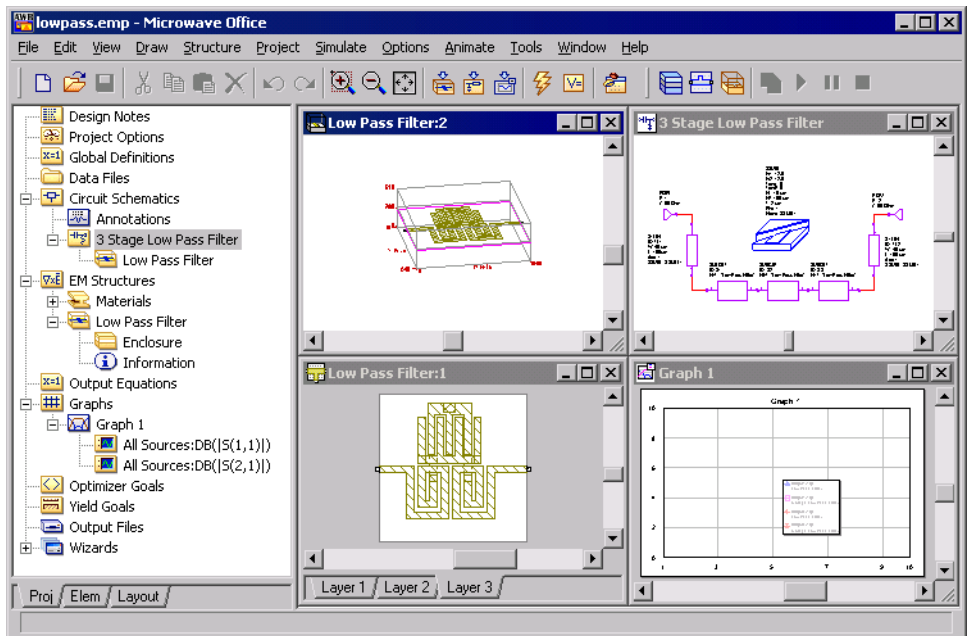 lowpass.emp - Microwave Office
File Edit View Draw Structure Project Simulate Options Animate Tools Window Help
Design Notes
Project Options
X=1 Global Definitions
Data Files
Circuit Schematics
Annotations
3 Stage Low Pass Filter
Low Pass Filter
EM Structures
Materials
Low Pass Filter
Enclosure
Information
X=1 Output Equations
Graphs
Graph 1
All Sources:DB(|S(1,1)|)
All Sources:DB(|S(2,1)|)
Optimizer Goals
Yield Goals
Output Files
Wizards
Proj Elem Layout
Low Pass Filter:2
3 Stage Low Pass Filter
Low Pass Filter:1
Layer 1 Layer 2 Layer 3
Graph 1
Graph 1